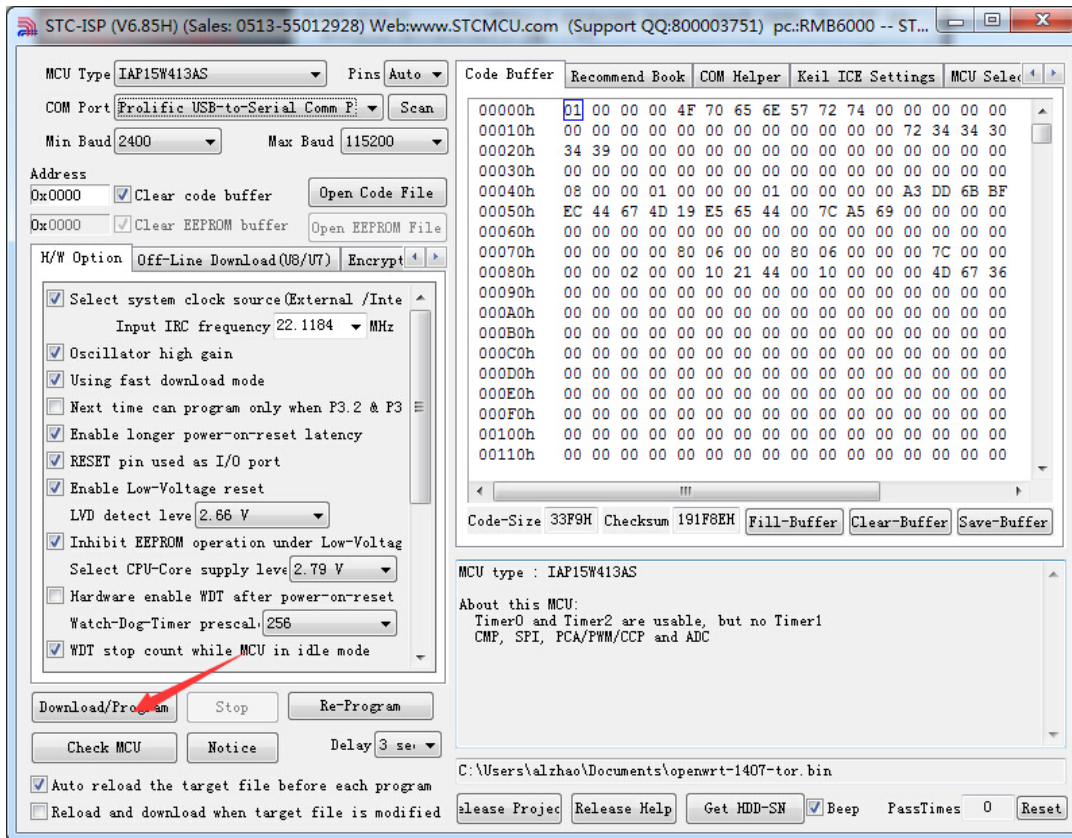 STC-ISP (V6.85H) (Sales: 0513-55012928) Web:www.STCMCU.com (Support QQ:800003751) pc.:RMB6000 -- ST...
MCU Type IAP15W413AS Pins Auto
COM Port Prolific USB-to-Serial Comm P Scan
Min Baud 2400 Max Baud 115200
Address
0x0000 Clear code buffer Open Code File
0x0000 Clear EEPROM buffer Open EEPROM File
H/W Option Off-Line Download(U8/U7) Encrypt
Select system clock source(External /Inte
Input IRC frequency 22.1184 MHz
Oscillator high gain
Using fast download mode
Next time can program only when P3.2 & P3
Enable longer power-on-reset latency
RESET pin used as I/O port
Enable Low-Voltage reset
LVD detect leve 2.66 V
Inhibit EEPROM operation under Low-Voltag
Select CPU-Core supply leve 2.79 V
Hardware enable WDT after power-on-reset
Watch-Dog-Timer prescal 256
WDT stop count while MCU in idle mode
Download/Program Stop Re-Program
Check MCU Notice Delay 3 se
Auto reload the target file before each program
Reload and download when target file is modified
Code Buffer Recommend Book COM Helper Keil ICE Settings MCU Selec
00000h 01 00 00 00 4F 70 65 6E 57 72 74 00 00 00 00 00
00010h 00 00 00 00 00 00 00 00 00 00 00 00 72 34 34 30
00020h 34 39 00 00 00 00 00 00 00 00 00 00 00 00 00 00
00030h 00 00 00 00 00 00 00 00 00 00 00 00 00 00 00 00
00040h 08 00 00 01 00 00 00 01 00 00 00 00 A3 DD 6B BF
00050h EC 44 67 4D 19 E5 65 44 00 7C A5 69 00 00 00 00
00060h 00 00 00 00 00 00 00 00 00 00 00 00 00 00 00 00
00070h 00 00 00 00 80 06 00 00 80 06 00 00 00 7C 00 00
00080h 00 00 02 00 00 10 21 44 00 10 00 00 00 4D 67 36
00090h 00 00 00 00 00 00 00 00 00 00 00 00 00 00 00 00
000A0h 00 00 00 00 00 00 00 00 00 00 00 00 00 00 00 00
000B0h 00 00 00 00 00 00 00 00 00 00 00 00 00 00 00 00
000C0h 00 00 00 00 00 00 00 00 00 00 00 00 00 00 00 00
000D0h 00 00 00 00 00 00 00 00 00 00 00 00 00 00 00 00
000E0h 00 00 00 00 00 00 00 00 00 00 00 00 00 00 00 00
000F0h 00 00 00 00 00 00 00 00 00 00 00 00 00 00 00 00
00100h 00 00 00 00 00 00 00 00 00 00 00 00 00 00 00 00
00110h 00 00 00 00 00 00 00 00 00 00 00 00 00 00 00 00
Code-Size 33F9H Checksum 191F8EH Fill-Buffer Clear-Buffer Save-Buffer
MCU type : IAP15W413AS
About this MCU:
Timer0 and Timer2 are usable, but no Timer1
CMP, SPI, PCA/PWM/CCP and ADC
C:\Users\alzhao\Documents\openwrt-1407-tor.bin
elease Projec Release Help Get HDD-SN Beep PassTimes 0 Reset